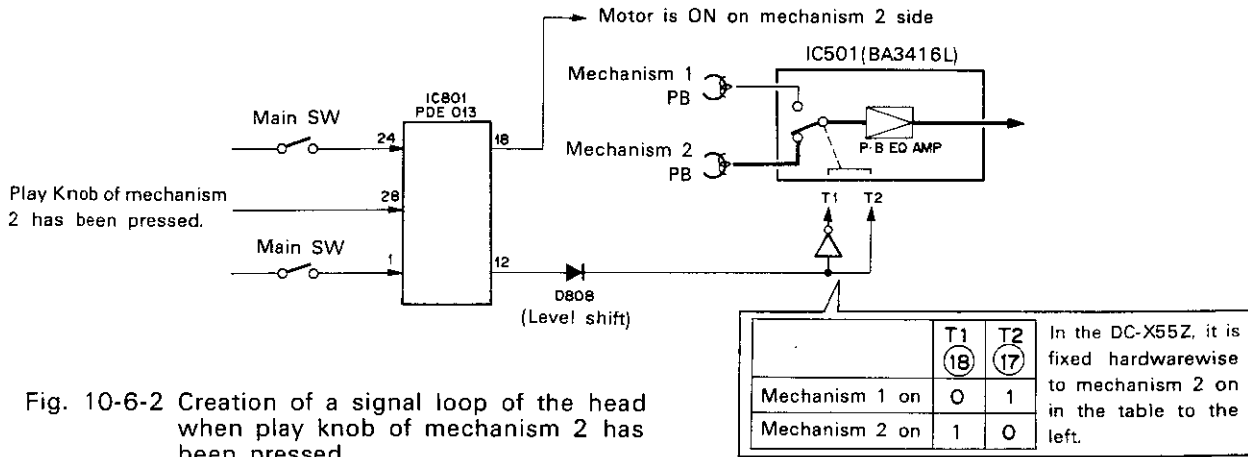 Motor is ON on mechanism 2 side
IC501(BA3416L)
Mechanism 1
PB
IC801
PDE 013
Main SW
24
18
Mechanism 2
PB
P·B EQ AMP
Play Knob of mechanism
2 has been pressed.
28
T1 T2
Main SW
1
12
D808
(Level shift)
T1 T2
18 17
Mechanism 1 on 0 1
Mechanism 2 on 1 0
In the DC-X55Z, it is
fixed hardwarewise
to mechanism 2 on
in the table to the
left.
Fig. 10-6-2 Creation of a signal loop of the head
when play knob of mechanism 2 has
been pressed